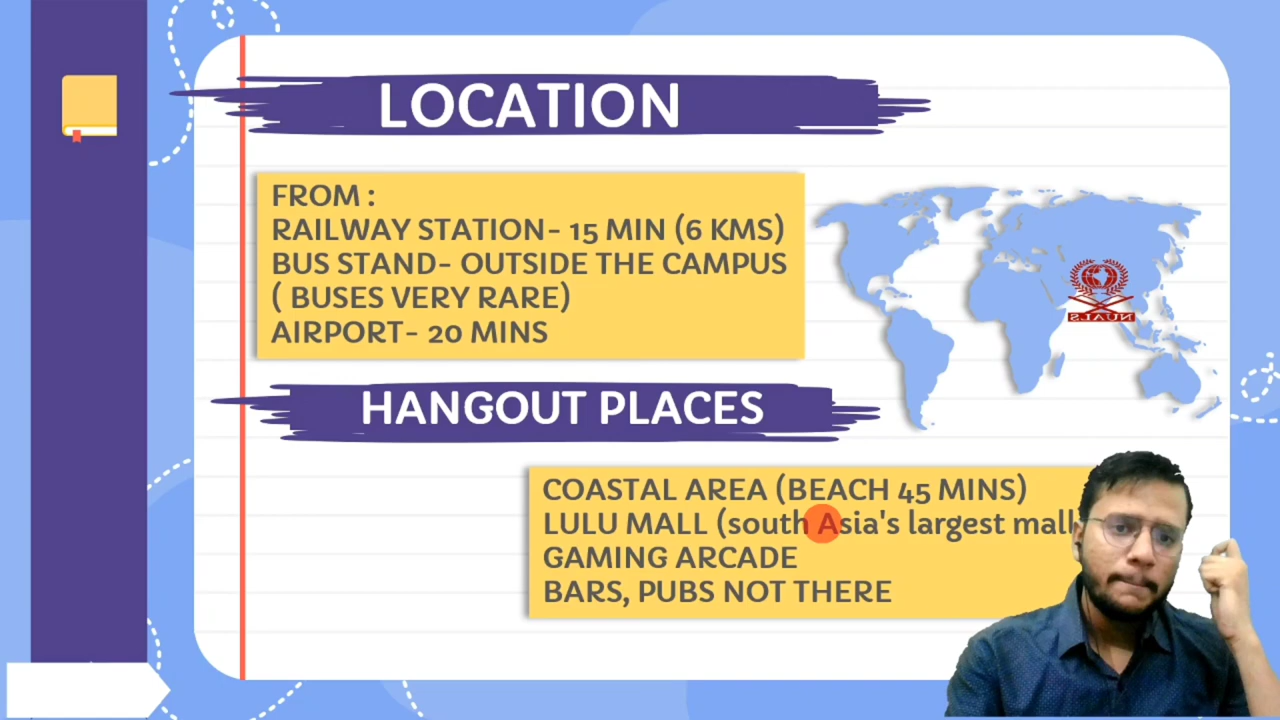 LOCATION
FROM :
RAILWAY STATION- 15 MIN (6 KMS)
BUS STAND- OUTSIDE THE CAMPUS
( BUSES VERY RARE)
AIRPORT- 20 MINS
NUALS
HANGOUT PLACES
COASTAL AREA (BEACH 45 MINS)
LULU MALL (south Asia's largest mall
GAMING ARCADE
BARS, PUBS NOT THERE